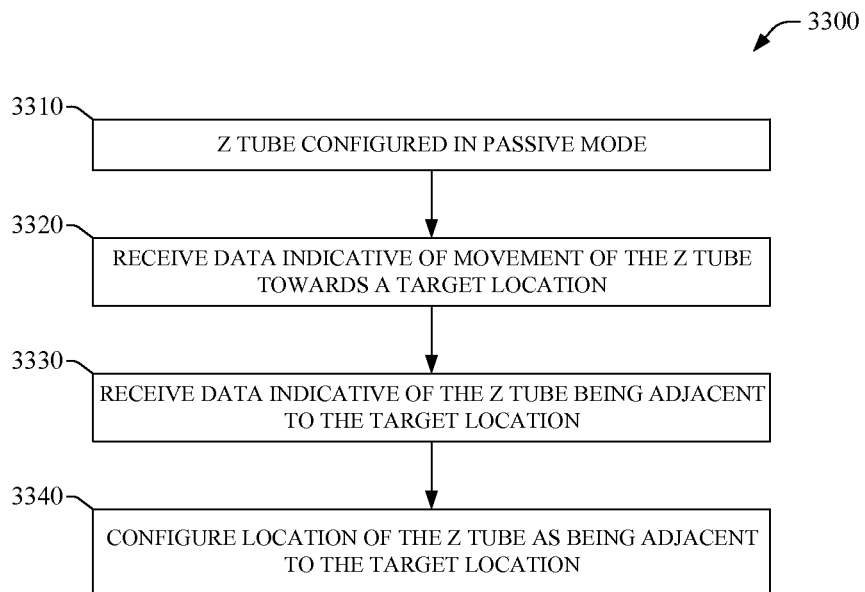 3300
3310
Z TUBE CONFIGURED IN PASSIVE MODE
3320
RECEIVE DATA INDICATIVE OF MOVEMENT OF THE Z TUBE
TOWARDS A TARGET LOCATION
3330
RECEIVE DATA INDICATIVE OF THE Z TUBE BEING ADJACENT
TO THE TARGET LOCATION
3340
CONFIGURE LOCATION OF THE Z TUBE AS BEING ADJACENT
TO THE TARGET LOCATION